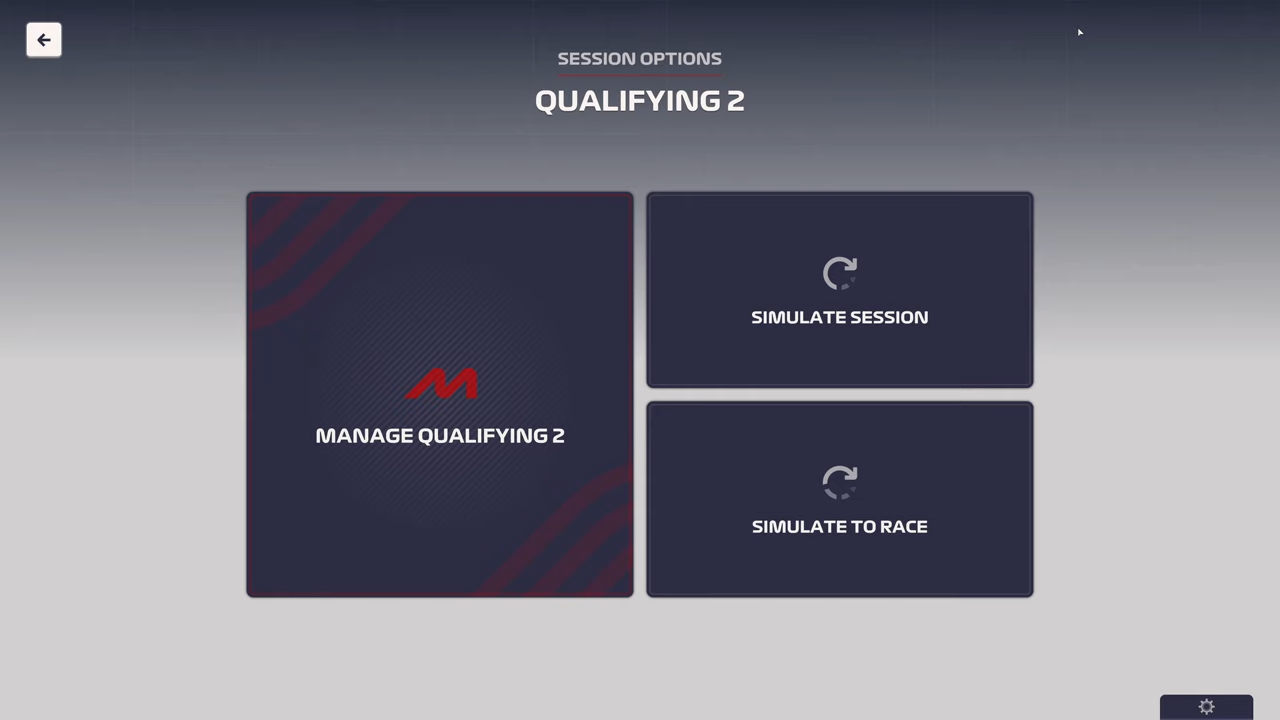 SESSION OPTIONS
QUALIFYING 2
MANAGE QUALIFYING 2
SIMULATE SESSION
SIMULATE TO RACE